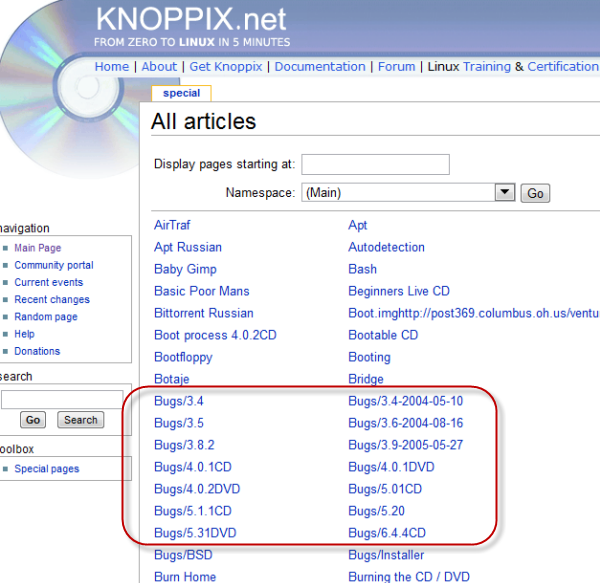 KNOPPIX.net
FROM ZERO TO LINUX IN 5 MINUTES
Home | About | Get Knoppix | Documentation | Forum | Linux Training & Certification
special
All articles
Display pages starting at:
Namespace: (Main) Go
navigation
Main Page
Community portal
Current events
Recent changes
Random page
Help
Donations
search
Go Search
toolbox
Special pages
AirTraf Apt
Apt Russian Autodetection
Baby Gimp Bash
Basic Poor Mans Beginners Live CD
Bittorrent Russian Boot.imghttp://post369.columbus.oh.us/ventu
Boot process 4.0.2CD Bootable CD
Bootfloppy Booting
Botaje Bridge
Bugs/3.4 Bugs/3.4-2004-05-10
Bugs/3.5 Bugs/3.6-2004-08-16
Bugs/3.8.2 Bugs/3.9-2005-05-27
Bugs/4.0.1CD Bugs/4.0.1DVD
Bugs/4.0.2DVD Bugs/5.01CD
Bugs/5.1.1CD Bugs/5.20
Bugs/5.31DVD Bugs/6.4.4CD
Bugs/BSD Bugs/Installer
Burn Home Burning the CD / DVD